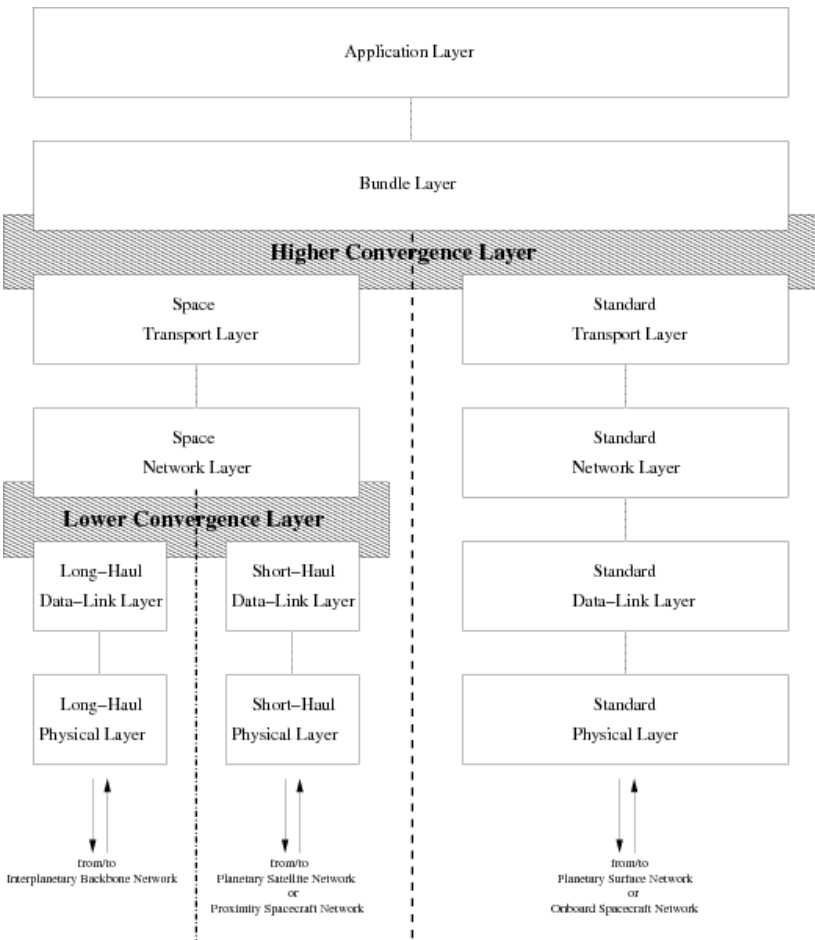 Application Layer
Bundle Layer
Higher Convergence Layer
Space
Transport Layer
Standard
Transport Layer
Space
Network Layer
Standard
Network Layer
Lower Convergence Layer
Long–Haul
Data–Link Layer
Short–Haul
Data–Link Layer
Standard
Data–Link Layer
Long–Haul
Physical Layer
Short–Haul
Physical Layer
Standard
Physical Layer
from/to
Interplanetary Backbone Network
from/to
Planetary Satellite Network
or
Proximity Spacecraft Network
from/to
Planetary Surface Network
or
Onboard Spacecraft Network